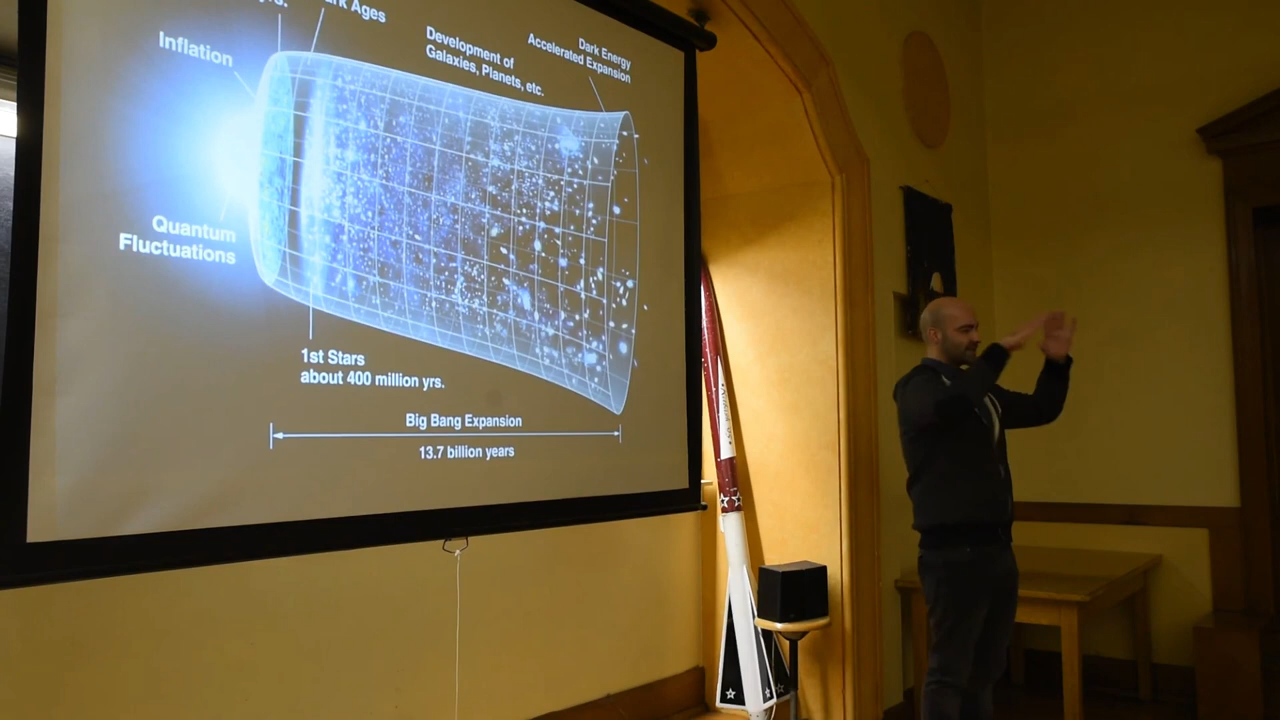 Ages
Inflation
Development of
Galaxies, Planets, etc.
Dark Energy
Accelerated Expansion
Quantum
Fluctuations
1st Stars
about 400 million yrs.
Big Bang Expansion
13.7 billion years